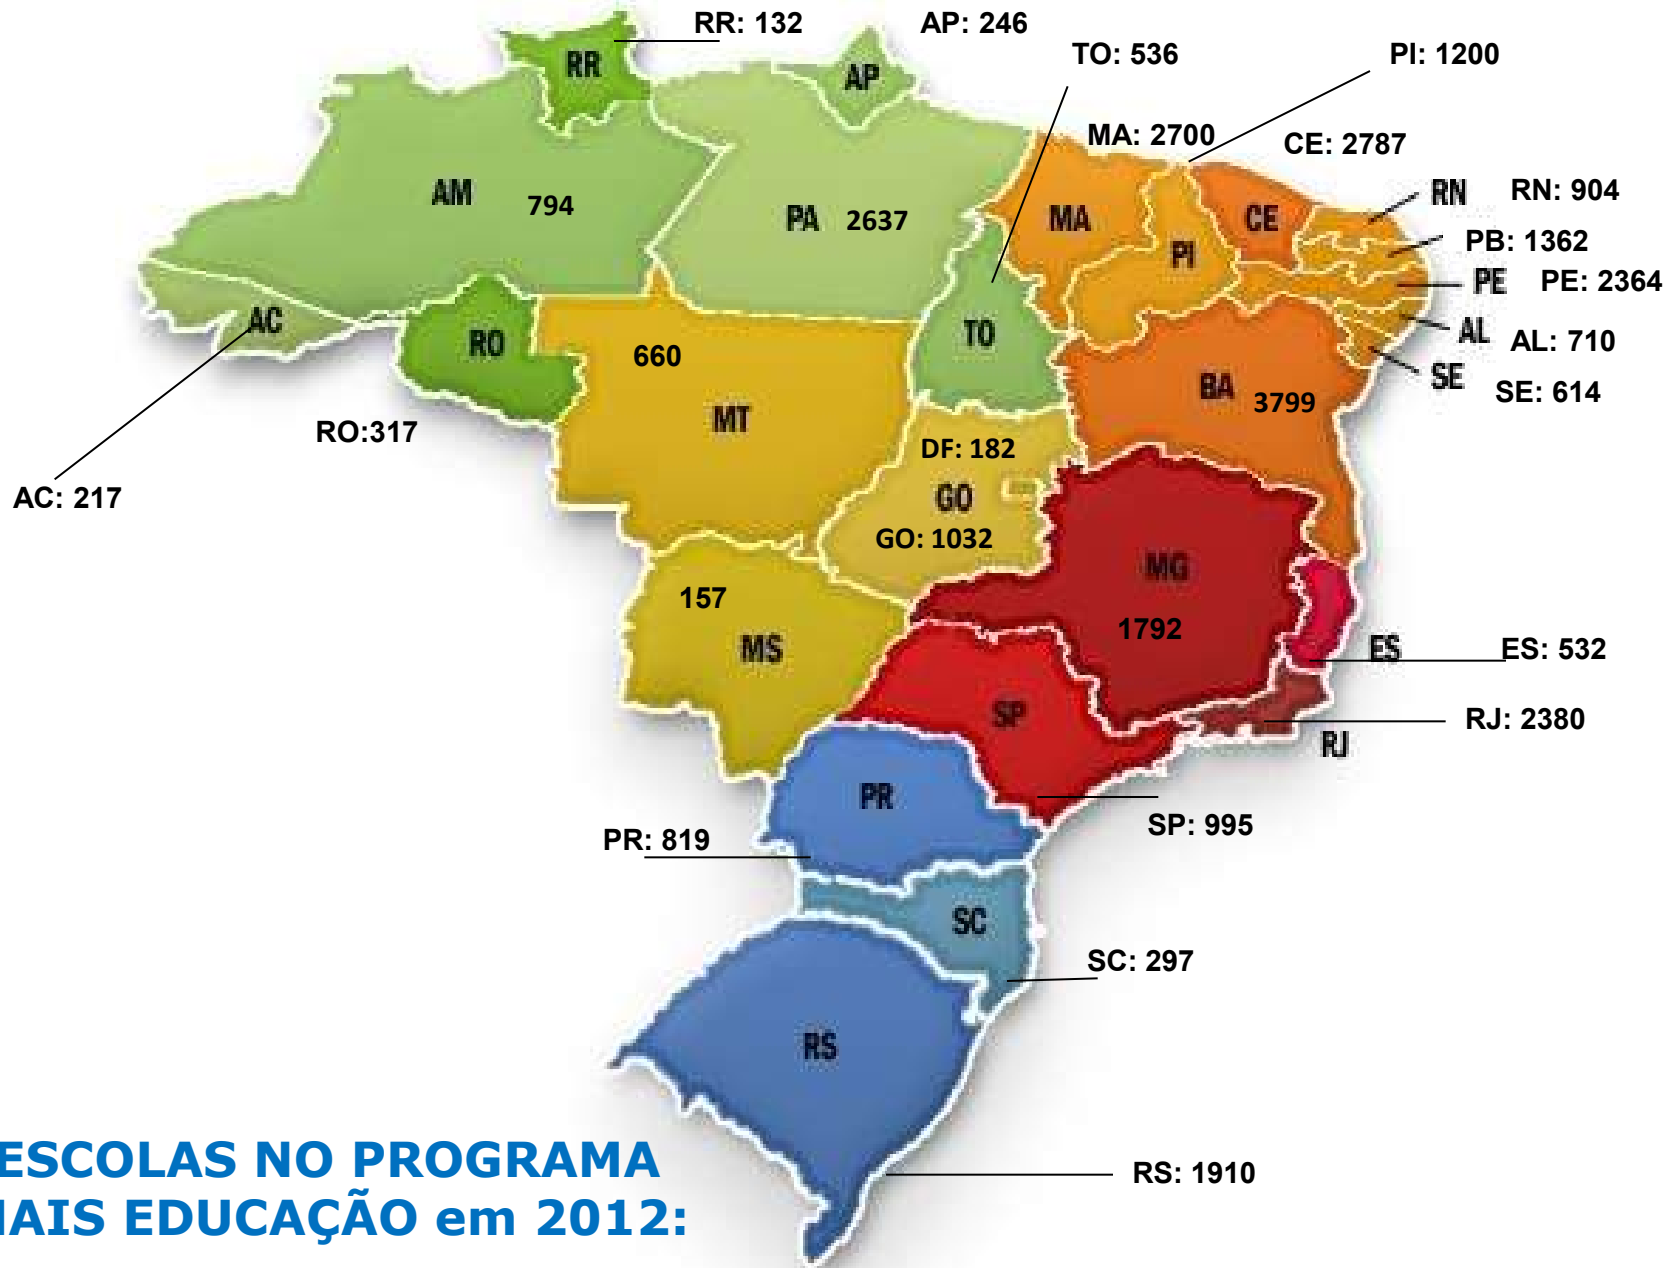 RR: 132
AP: 246
TO: 536
PI: 1200
RR
AP
MA: 2700
CE: 2787
AM
794
PA
2637
MA
CE
PI
RN
RN: 904
PB: 1362
PE
PE: 2364
AL
AL: 710
SE
SE: 614
AC
RO
TO
660
MT
BA
3799
RO:317
AC: 217
DF: 182
GO
GO: 1032
MG
1792
157
MS
ES
ES: 532
SP
RJ: 2380
RJ
PR
SP: 995
PR: 819
SC
SC: 297
RS
RS: 1910
ESCOLAS NO PROGRAMA
AIS EDUCAÇÃO em 2012: